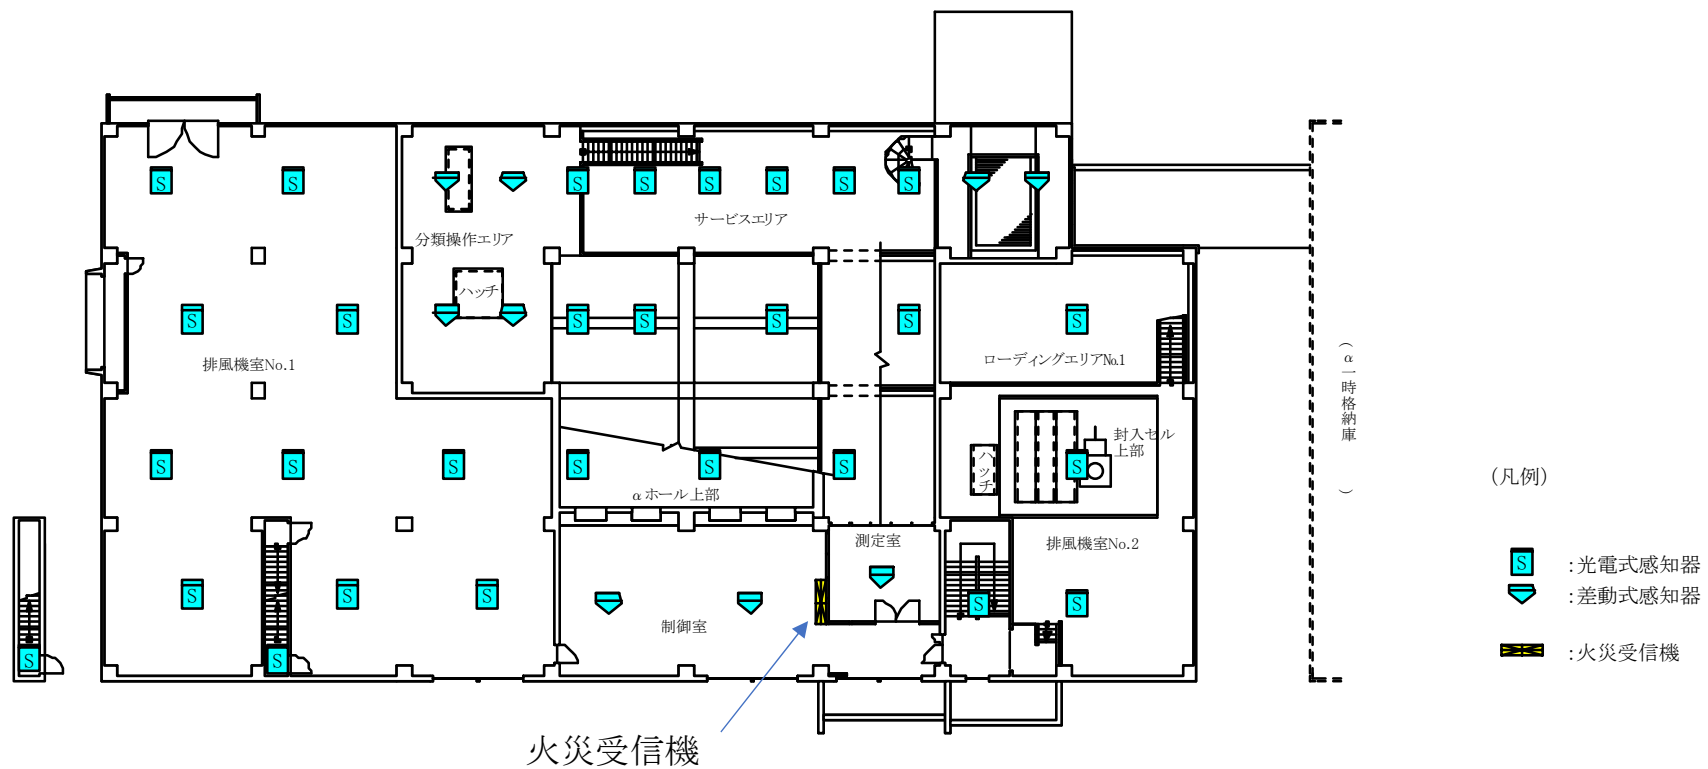 S S S S S S S S
サービスエリア
分類操作エリア
ハッチ
S S S S S S S
排風機室No.1
ローディングエリアNo.1
(α一時格納庫)
封入セル
上部
ハッチ
S S S S S S S
αホール上部
(凡例)
測定室
排風機室No.2
S :光電式感知器
:差動式感知器
S S S S S
制御室
:火災受信機
S S
火災受信機